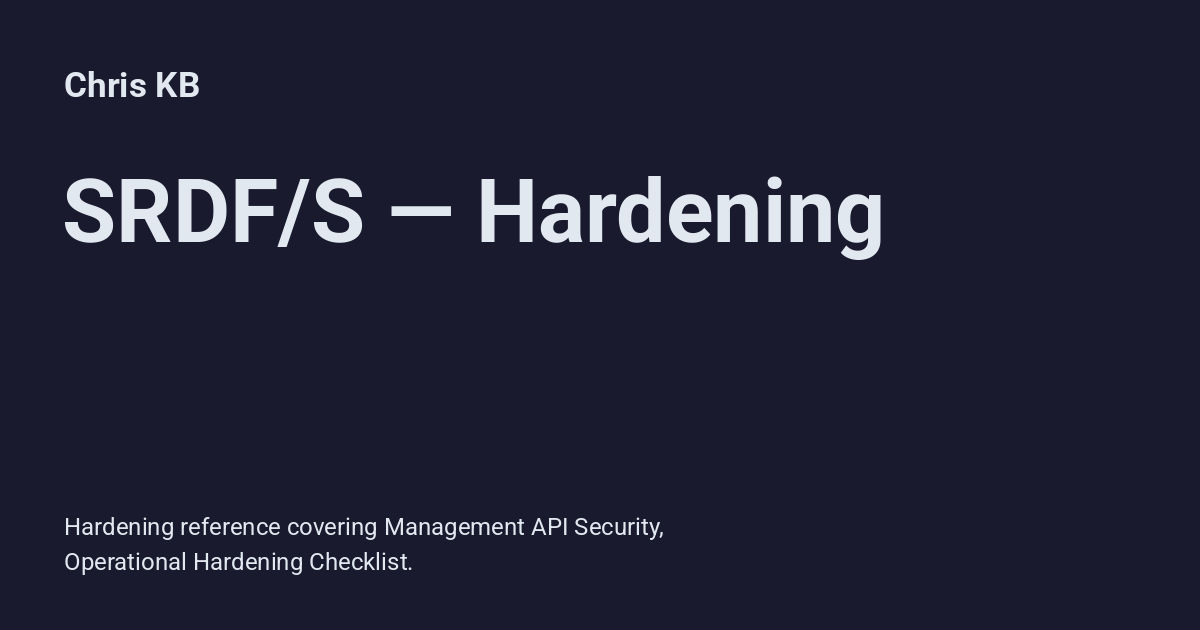 Chris KB
SRDF/S — Hardening
Hardening reference covering Management API Security,
Operational Hardening Checklist.